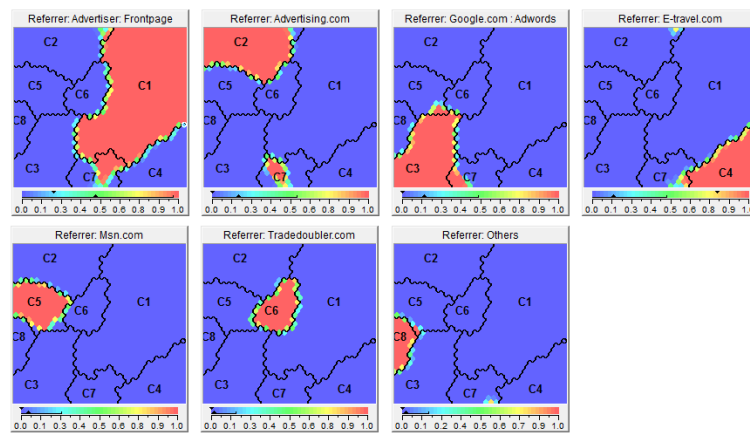 Referrer: Advertiser: Frontpage
C2
C1
C5
C6
C8
C3
C7
C4
0.0 0.1 0.2 0.3 0.4 0.5 0.6 0.7 0.8 0.9 1.0
Referrer: Advertising.com
C2
C1
C5
C6
C8
C3
C7
C4
0.0 0.1 0.2 0.3 0.4 0.5 0.6 0.7 0.8 0.9 1.0
Referrer: Google.com : Adwords
C2
C1
C5
C6
C8
C3
C7
C4
0.0 0.1 0.2 0.3 0.4 0.5 0.6 0.7 0.8 0.9 1.0
Referrer: E-travel.com
C2
C1
C5
C6
C8
C3
C7
C4
0.0 0.1 0.2 0.3 0.4 0.5 0.6 0.7 0.8 0.9 1.0
Referrer: Msn.com
C2
C1
C5
C6
C8
C3
C7
C4
0.0 0.1 0.2 0.3 0.4 0.5 0.6 0.7 0.8 0.9 1.0
Referrer: Tradedoubler.com
C2
C1
C5
C6
C8
C3
C7
C4
0.0 0.1 0.2 0.3 0.4 0.5 0.6 0.7 0.8 0.9 1.0
Referrer: Others
C2
C1
C5
C6
C8
C3
C7
C4
0.0 0.1 0.2 0.3 0.4 0.5 0.6 0.7 0.8 0.9 1.0